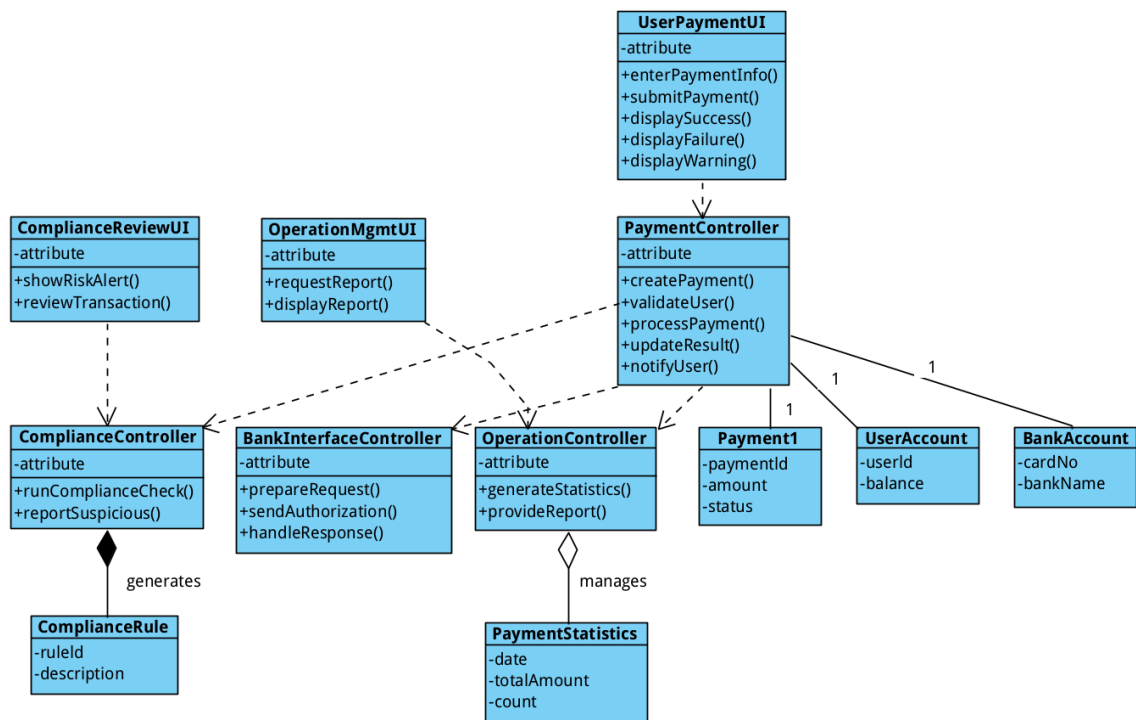 UserPaymentUI
-attribute
+enterPaymentInfo()
+submitPayment()
+displaySuccess()
+displayFailure()
+displayWarning()
ComplianceReviewUI
-attribute
+showRiskAlert()
+reviewTransaction()
OperationMgmtUI
-attribute
+requestReport()
+displayReport()
PaymentController
-attribute
+createPayment()
+validateUser()
+processPayment()
+updateResult()
+notifyUser()
1
1
1
ComplianceController
-attribute
+runComplianceCheck()
+reportSuspicious()
BankInterfaceController
-attribute
+prepareRequest()
+sendAuthorization()
+handleResponse()
OperationController
-attribute
+generateStatistics()
+provideReport()
Payment1
-paymentId
-amount
-status
UserAccount
-userId
-balance
BankAccount
-cardNo
-bankName
generates
manages
ComplianceRule
-ruleId
-description
PaymentStatistics
-date
-totalAmount
-count